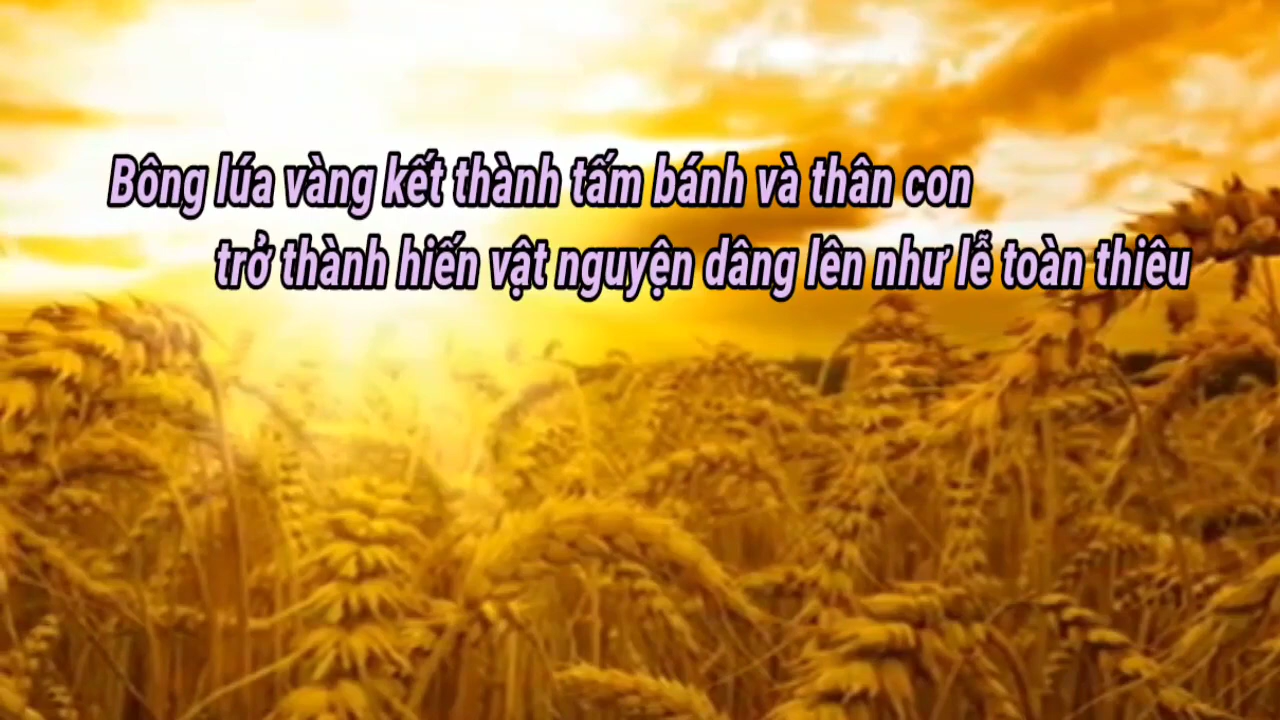 Bông lúa vàng kết thành tấm bánh và thân con
trở thành hiến vật nguyện dâng lên như lễ toàn thiêu